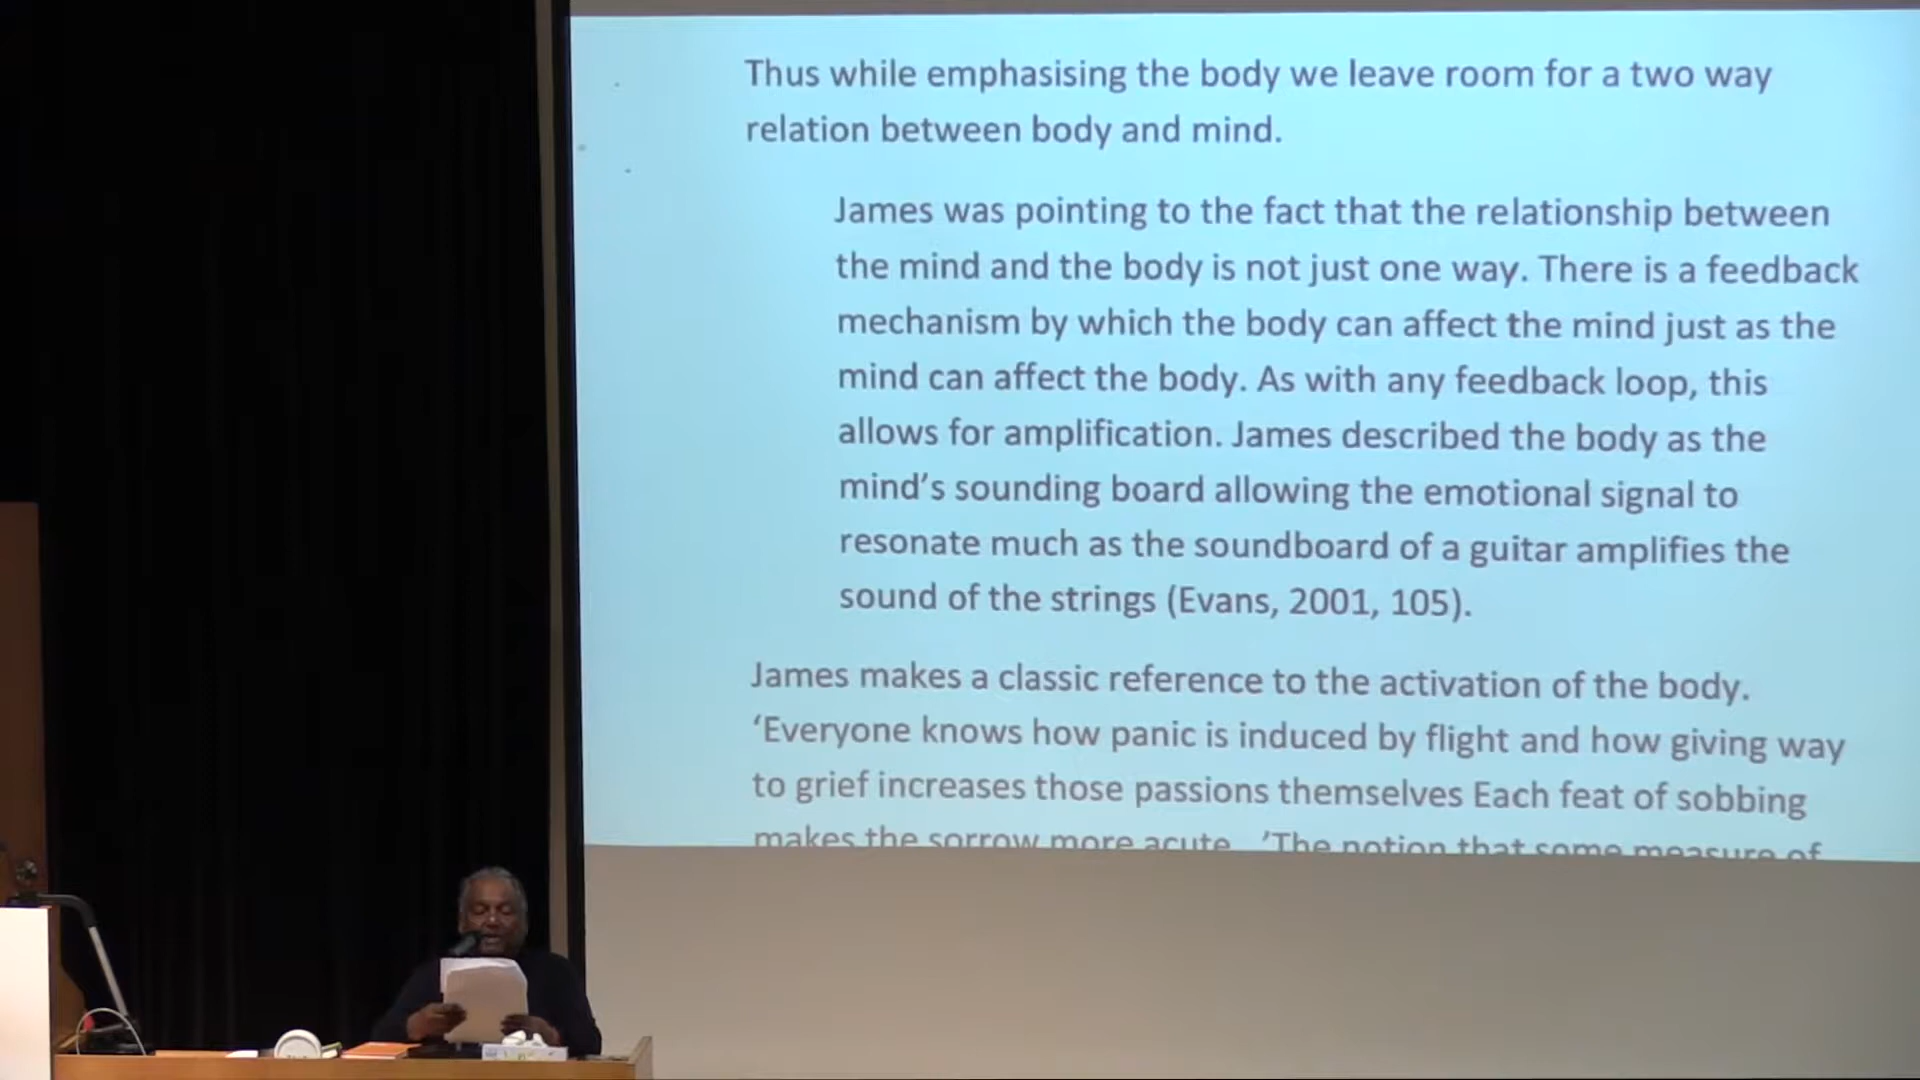 Thus while emphasising the body we leave room for a two way
relation between body and mind.
James was pointing to the fact that the relationship between
the mind and the body is not just one way. There is a feedback
mechanism by which the body can affect the mind just as the
mind can affect the body. As with any feedback loop, this
allows for amplification. James described the body as the
mind's sounding board allowing the emotional signal to
resonate much as the soundboard of a guitar amplifies the
sound of the strings (Evans, 2001, 105).
James makes a classic reference to the activation of the body.
‘Everyone knows how panic is induced by flight and how giving way
to grief increases those passions themselves Each feat of sobbing
makes the sorrow more acute. ’The notion that some measure of